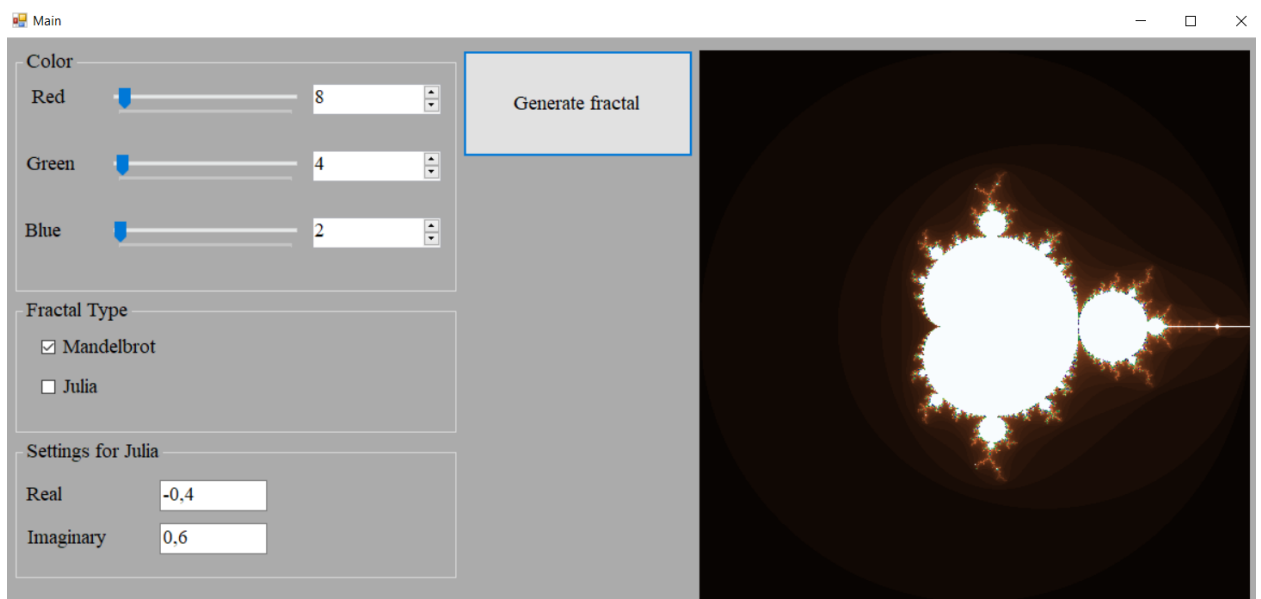 Main
Color
Red
8
Green
4
Blue
2
Generate fractal
Fractal Type
Mandelbrot
Julia
Settings for Julia
Real
-0,4
Imaginary
0,6